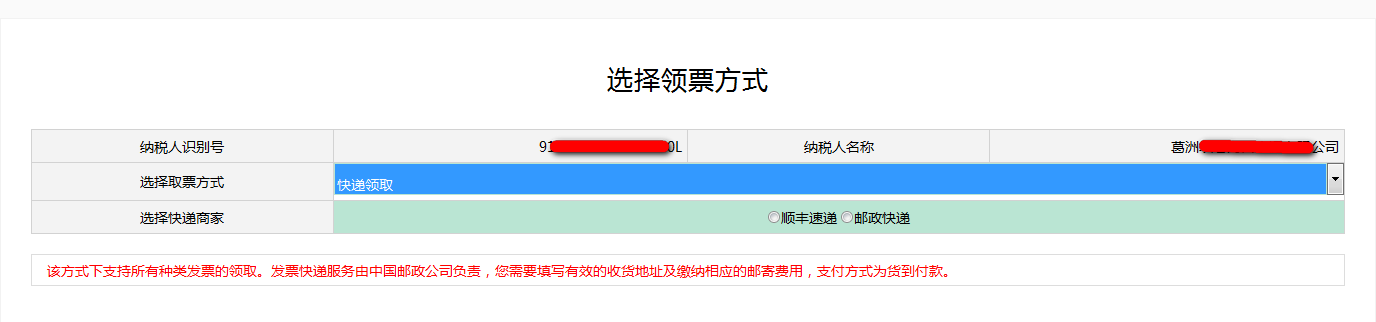 选择领票方式
纳税人识别号 91 0L 纳税人名称 葛洲 公司
选择取票方式 快递领取
选择快递商家 顺丰速递 邮政快递
该方式下支持所有种类发票的领取。发票快递服务由中国邮政公司负责，您需要填写有效的收货地址及缴纳相应的邮寄费用，支付方式为货到付款。